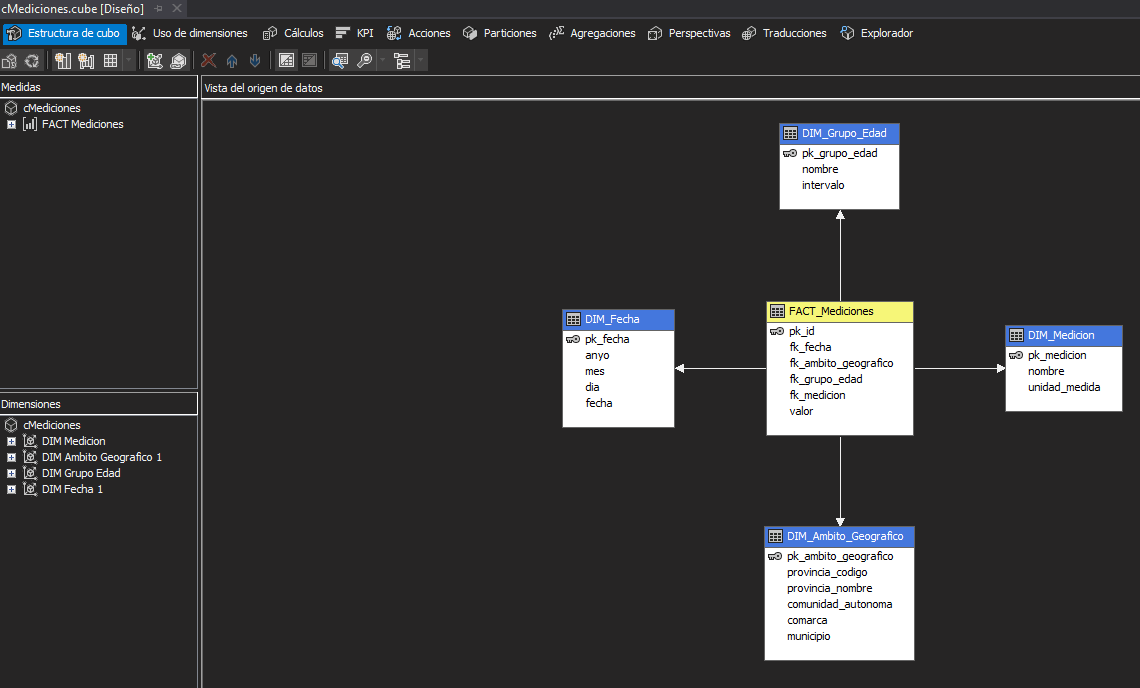 cMediciones.cube [Diseño]
Estructura de cubo
Uso de dimensiones
Cálculos
KPI
Acciones
Particiones
Agregaciones
Perspectivas
Traducciones
Explorador
Medidas
cMediciones
FACT Mediciones
Dimensiones
cMediciones
DIM Medicion
DIM Ambito Geografico 1
DIM Grupo Edad
DIM Fecha 1
Vista del origen de datos
DIM_Grupo_Edad
pk_grupo_edad
nombre
intervalo
DIM_Fecha
pk_fecha
anyo
mes
dia
fecha
FACT_Mediciones
pk_id
fk_fecha
fk_ambito_geografico
fk_grupo_edad
fk_medicion
valor
DIM_Medicion
pk_medicion
nombre
unidad_medida
DIM_Ambito_Geografico
pk_ambito_geografico
provincia_codigo
provincia_nombre
comunidad_autonoma
comarca
municipio